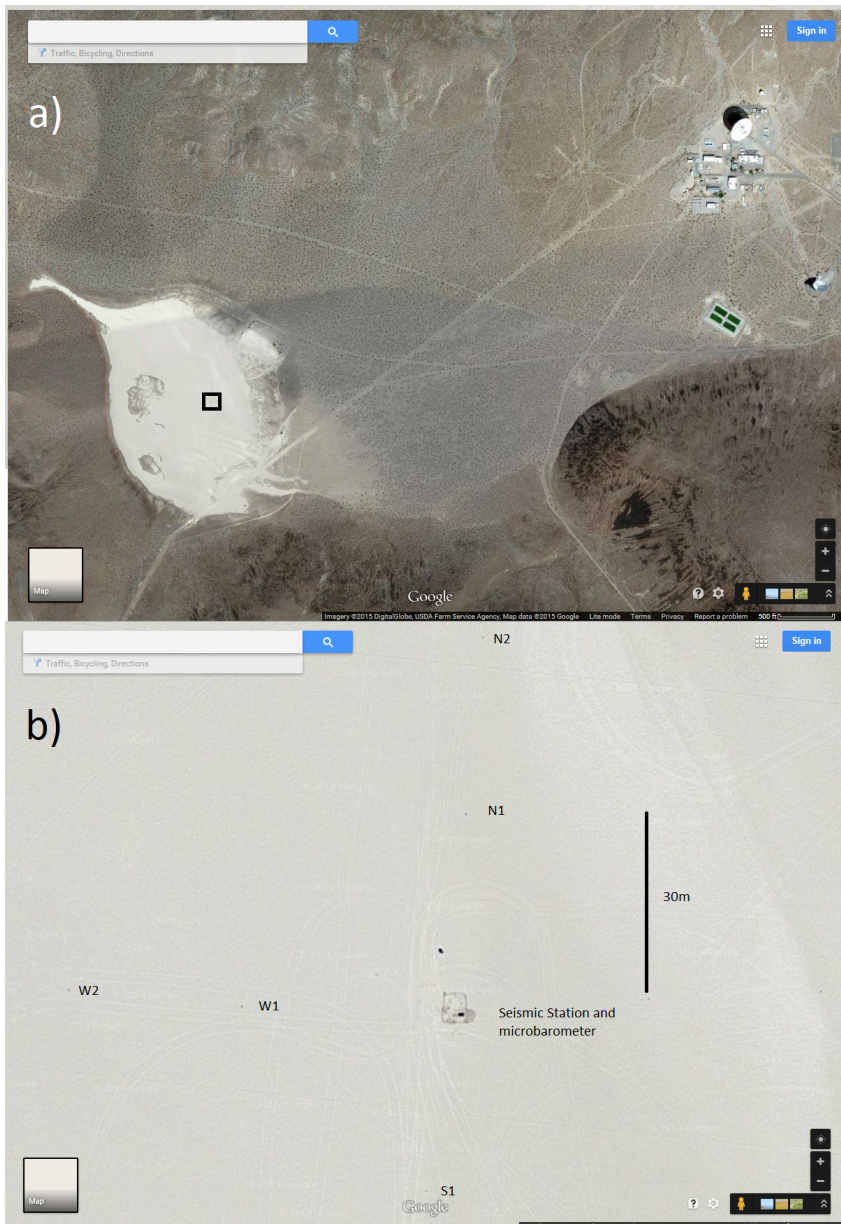 Traffic, Bicycling, Directions
Sign in
a)
Map
Google
Imagery ©2015 DigitalGlobe, USDA Farm Service Agency, Map data ©2015 Google Lite mode Terms Privacy Report a problem 500 ft
N2
Sign in
Traffic, Bicycling, Directions
b)
N1
30m
W2
W1
Seismic Station and
microbarometer
Map
S1
Google